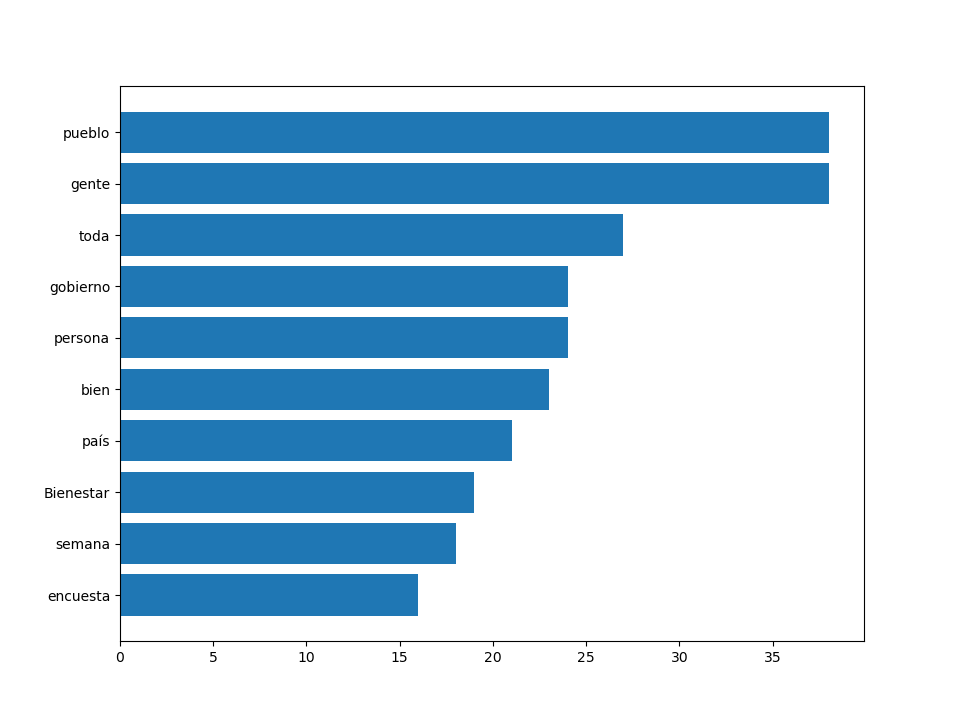 pueblo
gente
toda
gobierno
persona
bien
país
Bienestar
semana
encuesta
0 5 10 15 20 25 30 35